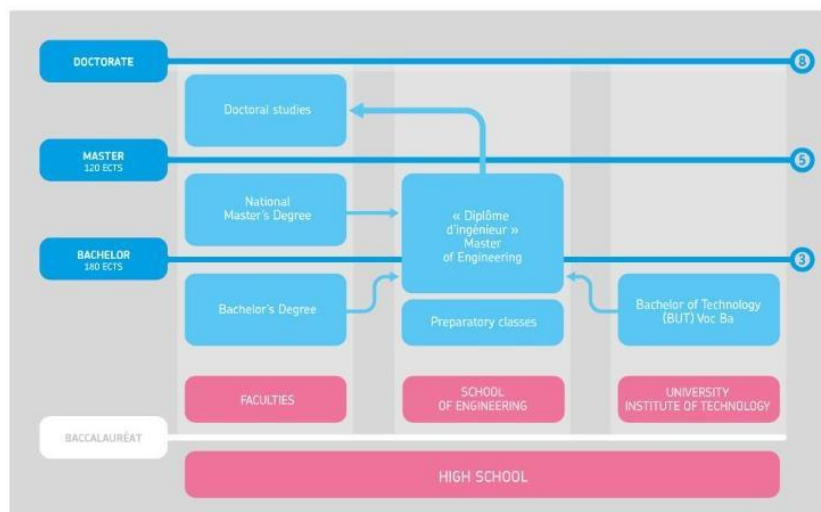 DOCTORATE
8
Doctoral studies
MASTER
120 ECTS
5
National
Master's Degree
« Diplôme
d'ingénieur »
Master
of Engineering
BACHELOR
180 ECTS
3
Bachelor's Degree
Preparatory classes
Bachelor of Technology
(BUT) Voc Ba
FACULTIES
SCHOOL
OF ENGINEERING
UNIVERSITY
INSTITUTE OF TECHNOLOGY
BACCALAURÉAT
HIGH SCHOOL